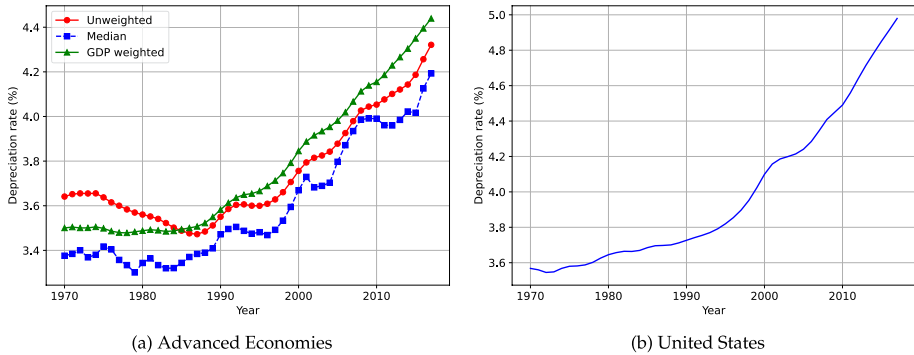 Unweighted
Median
GDP weighted
Depreciation rate (%)
4.4
4.2
4.0
3.8
3.6
3.4
1970
1980
1990
2000
2010
Year
(a) Advanced Economies
Depreciation rate (%)
5.0
4.8
4.6
4.4
4.2
4.0
3.8
3.6
1970
1980
1990
2000
2010
Year
(b) United States